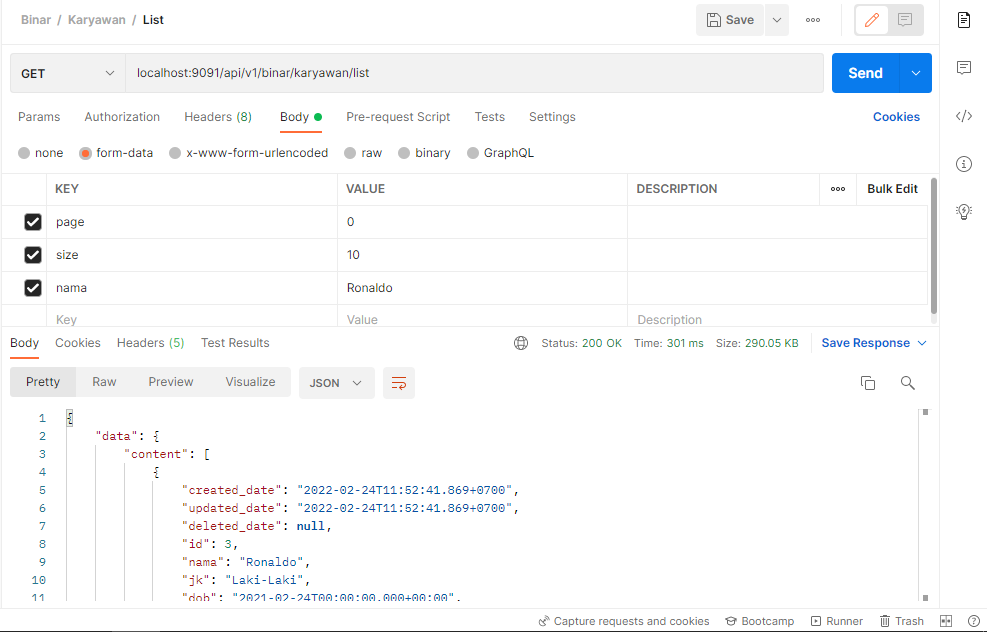 Binar / Karyawan / List
Save
GET localhost:9091/api/v1/binar/karyawan/list Send
Params Authorization Headers (8) Body Pre-request Script Tests Settings Cookies
none form-data x-www-form-urlencoded raw binary GraphQL
KEY VALUE DESCRIPTION Bulk Edit
page 0
size 10
nama Ronaldo
Key Value Description
Body Cookies Headers (5) Test Results Status: 200 OK Time: 301 ms Size: 290.05 KB Save Response
Pretty Raw Preview Visualize JSON
1 {
2 "data": {
3 "content": [
4 {
5 "created_date": "2022-02-24T11:52:41.869+0700",
6 "updated_date": "2022-02-24T11:52:41.869+0700",
7 "deleted_date": null,
8 "id": 3,
9 "nama": "Ronaldo",
10 "jk": "Laki-Laki",
11 "dob": "2021-02-24T00:00:00.000+00:00",
Capture requests and cookies Bootcamp Runner Trash